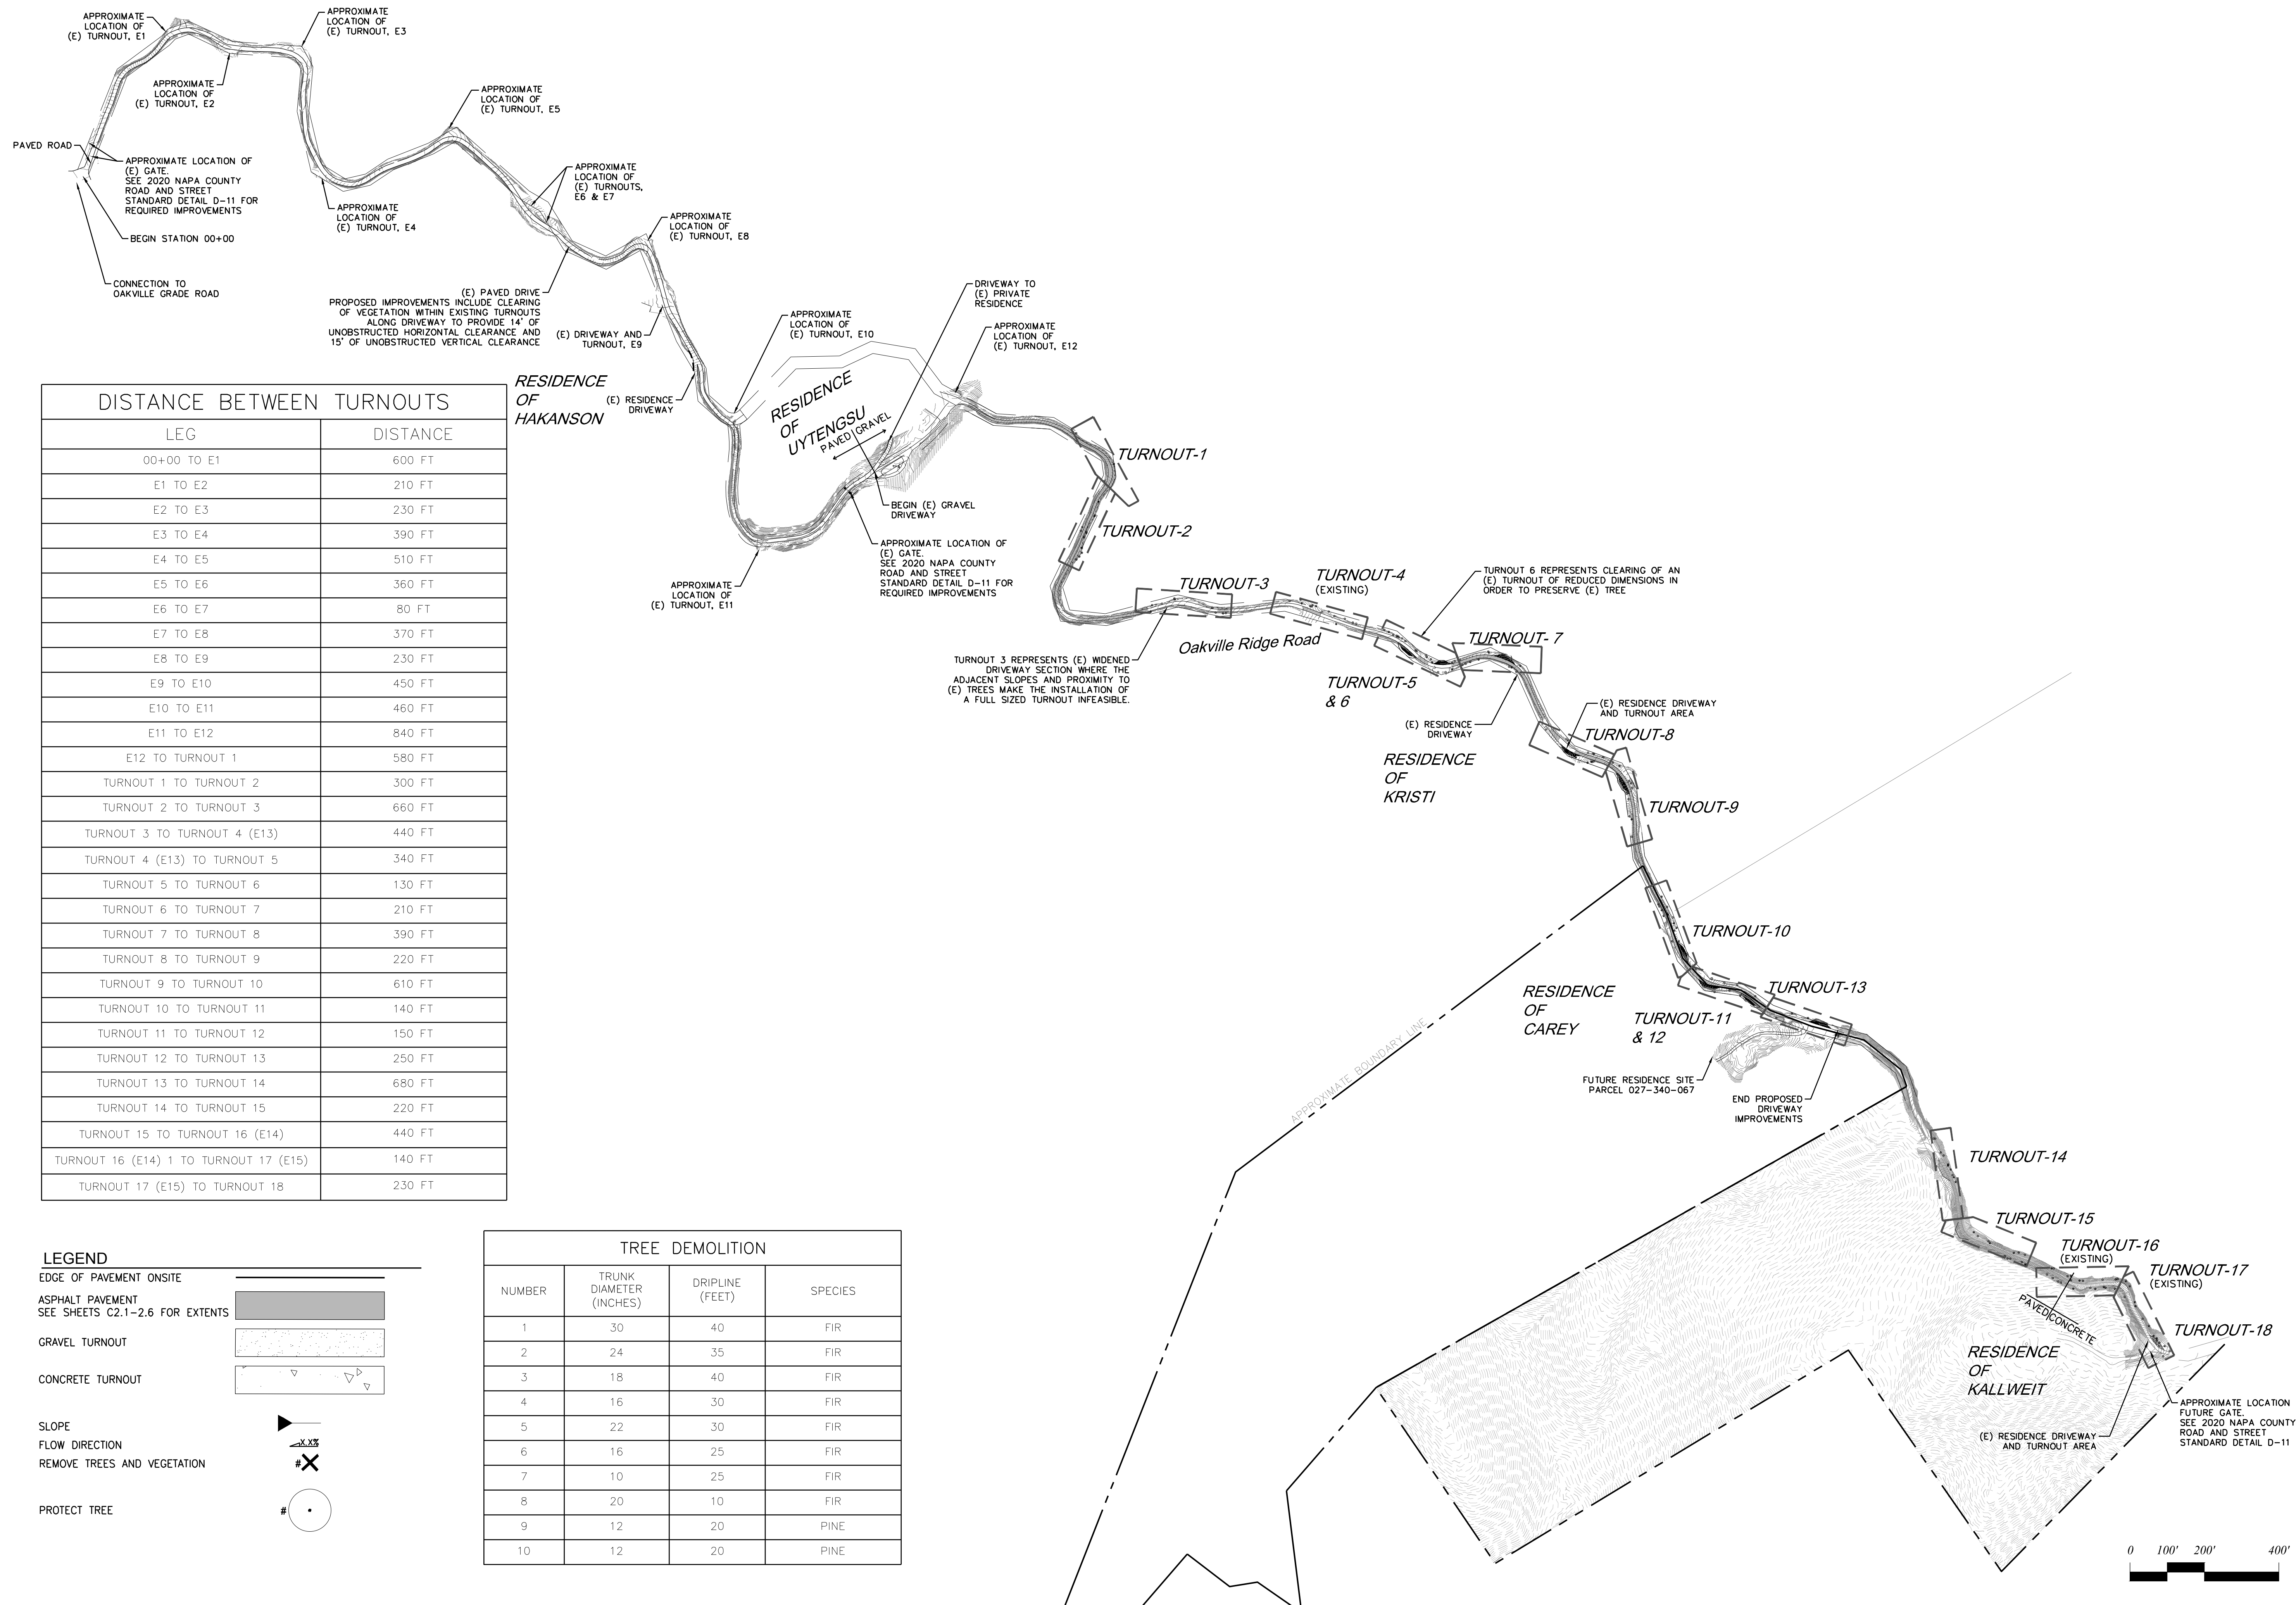 APPROXIMATE
LOCATION OF
(E) TURNOUT, E1
APPROXIMATE
LOCATION OF
(E) TURNOUT, E3
APPROXIMATE
LOCATION OF
(E) TURNOUT, E2
APPROXIMATE
LOCATION OF
(E) TURNOUT, E5
PAVED ROAD
APPROXIMATE LOCATION OF
(E) GATE.
SEE 2020 NAPA COUNTY
ROAD AND STREET
STANDARD DETAIL D-11 FOR
REQUIRED IMPROVEMENTS
BEGIN STATION 00+00
CONNECTION TO
OAKVILLE GRADE ROAD
APPROXIMATE
LOCATION OF
(E) TURNOUT, E4
APPROXIMATE
LOCATION OF
(E) TURNOUTS,
E6 & E7
APPROXIMATE
LOCATION OF
(E) TURNOUT, E8
(E) PAVED DRIVE
PROPOSED IMPROVEMENTS INCLUDE CLEARING
OF VEGETATION WITHIN EXISTING TURNOUTS
ALONG DRIVEWAY TO PROVIDE 14' OF
UNOBSTRUCTED HORIZONTAL CLEARANCE AND
15' OF UNOBSTRUCTED VERTICAL CLEARANCE
(E) DRIVEWAY AND
TURNOUT, E9
APPROXIMATE
LOCATION OF
(E) TURNOUT, E10
DRIVEWAY TO
(E) PRIVATE
RESIDENCE
APPROXIMATE
LOCATION OF
(E) TURNOUT, E12
RESIDENCE
OF
HAKANSON
(E) RESIDENCE
DRIVEWAY
RESIDENCE
OF
UYTENGSU
PAVED|GRAVEL
BEGIN (E) GRAVEL
DRIVEWAY
APPROXIMATE LOCATION OF
(E) GATE.
SEE 2020 NAPA COUNTY
ROAD AND STREET
STANDARD DETAIL D-11 FOR
REQUIRED IMPROVEMENTS
APPROXIMATE
LOCATION OF
(E) TURNOUT, E11
TURNOUT-1
TURNOUT-2
TURNOUT-3
TURNOUT-4
(EXISTING)
TURNOUT 6 REPRESENTS CLEARING OF AN
(E) TURNOUT OF REDUCED DIMENSIONS IN
ORDER TO PRESERVE (E) TREE
TURNOUT- 7
Oakville Ridge Road
TURNOUT 3 REPRESENTS (E) WIDENED
DRIVEWAY SECTION WHERE THE
ADJACENT SLOPES AND PROXIMITY TO
(E) TREES MAKE THE INSTALLATION OF
A FULL SIZED TURNOUT INFEASIBLE.
TURNOUT-5
& 6
(E) RESIDENCE
DRIVEWAY
(E) RESIDENCE DRIVEWAY
AND TURNOUT AREA
TURNOUT-8
RESIDENCE
OF
KRISTI
TURNOUT-9
TURNOUT-10
RESIDENCE
OF
CAREY
TURNOUT-13
TURNOUT-11
& 12
APPROXIMATE BOUNDARY LINE
FUTURE RESIDENCE SITE
PARCEL 027-340-067
END PROPOSED
DRIVEWAY
IMPROVEMENTS
TURNOUT-14
TURNOUT-15
TURNOUT-16
(EXISTING)
TURNOUT-17
(EXISTING)
PAVED|CONCRETE
TURNOUT-18
RESIDENCE
OF
KALLWEIT
(E) RESIDENCE DRIVEWAY
AND TURNOUT AREA
APPROXIMATE LOCATION
FUTURE GATE.
SEE 2020 NAPA COUNTY
ROAD AND STREET
STANDARD DETAIL D-11
0 100' 200' 400'
DISTANCE BETWEEN TURNOUTS
LEG DISTANCE
00+00 TO E1 600 FT
E1 TO E2 210 FT
E2 TO E3 230 FT
E3 TO E4 390 FT
E4 TO E5 510 FT
E5 TO E6 360 FT
E6 TO E7 80 FT
E7 TO E8 370 FT
E8 TO E9 230 FT
E9 TO E10 450 FT
E10 TO E11 460 FT
E11 TO E12 840 FT
E12 TO TURNOUT 1 580 FT
TURNOUT 1 TO TURNOUT 2 300 FT
TURNOUT 2 TO TURNOUT 3 660 FT
TURNOUT 3 TO TURNOUT 4 (E13) 440 FT
TURNOUT 4 (E13) TO TURNOUT 5 340 FT
TURNOUT 5 TO TURNOUT 6 130 FT
TURNOUT 6 TO TURNOUT 7 210 FT
TURNOUT 7 TO TURNOUT 8 390 FT
TURNOUT 8 TO TURNOUT 9 220 FT
TURNOUT 9 TO TURNOUT 10 610 FT
TURNOUT 10 TO TURNOUT 11 140 FT
TURNOUT 11 TO TURNOUT 12 150 FT
TURNOUT 12 TO TURNOUT 13 250 FT
TURNOUT 13 TO TURNOUT 14 680 FT
TURNOUT 14 TO TURNOUT 15 220 FT
TURNOUT 15 TO TURNOUT 16 (E14) 440 FT
TURNOUT 16 (E14) 1 TO TURNOUT 17 (E15) 140 FT
TURNOUT 17 (E15) TO TURNOUT 18 230 FT
LEGEND
EDGE OF PAVEMENT ONSITE
ASPHALT PAVEMENT
SEE SHEETS C2.1-2.6 FOR EXTENTS
GRAVEL TURNOUT
CONCRETE TURNOUT
SLOPE
FLOW DIRECTION X.X%
REMOVE TREES AND VEGETATION #
PROTECT TREE #
TREE DEMOLITION
NUMBER TRUNK DIAMETER (INCHES) DRIPLINE (FEET) SPECIES
1 30 40 FIR
2 24 35 FIR
3 18 40 FIR
4 16 30 FIR
5 22 30 FIR
6 16 25 FIR
7 10 25 FIR
8 20 10 FIR
9 12 20 PINE
10 12 20 PINE